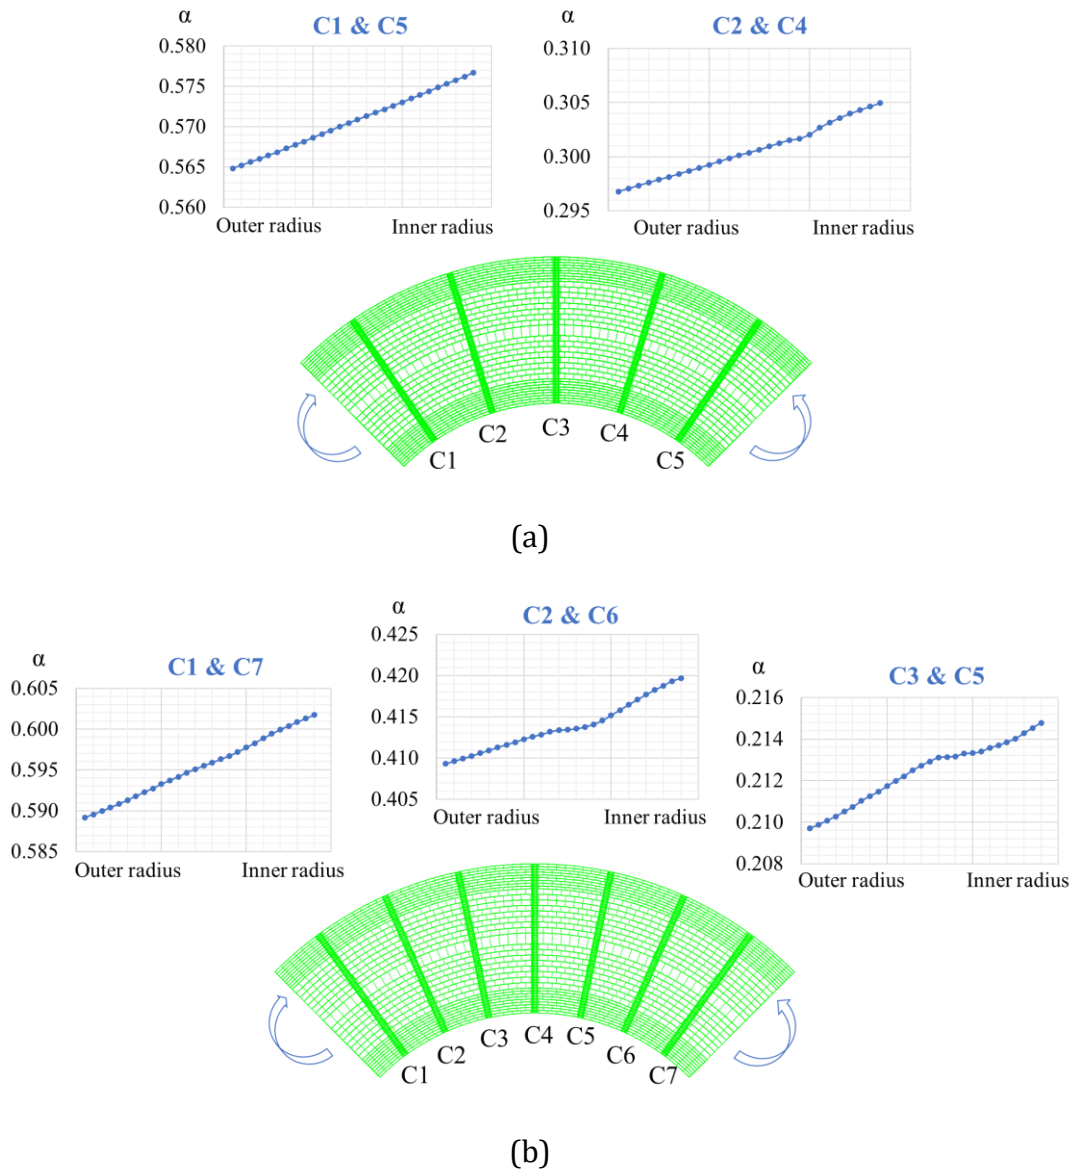 α
C1 & C5
0.580
0.575
0.570
0.565
0.560
Outer radius
Inner radius
α
C2 & C4
0.310
0.305
0.300
0.295
Outer radius
Inner radius
C1
C2
C3
C4
C5
(a)
α
C1 & C7
0.605
0.600
0.595
0.590
0.585
Outer radius
Inner radius
α
C2 & C6
0.425
0.420
0.415
0.410
0.405
Outer radius
Inner radius
α
C3 & C5
0.216
0.214
0.212
0.210
0.208
Outer radius
Inner radius
C1
C2
C3
C4
C5
C6
C7
(b)